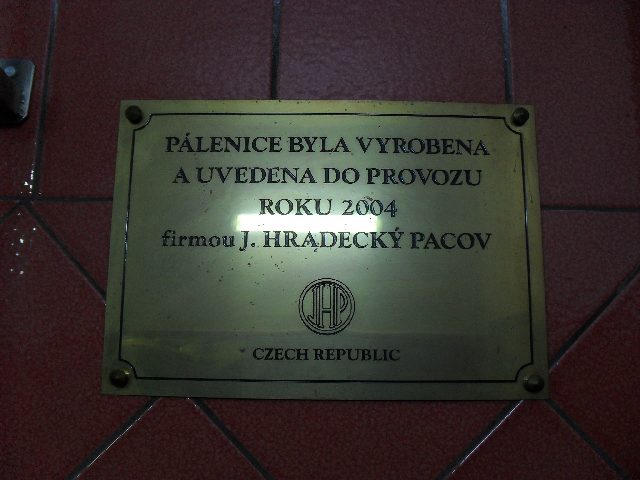 PÁLENICE BYLA VYROBENA
A UVEDENA DO PROVOZU
ROKU 2004
firmou J. HRADECKÝ PACOV
JHP
CZECH REPUBLIC